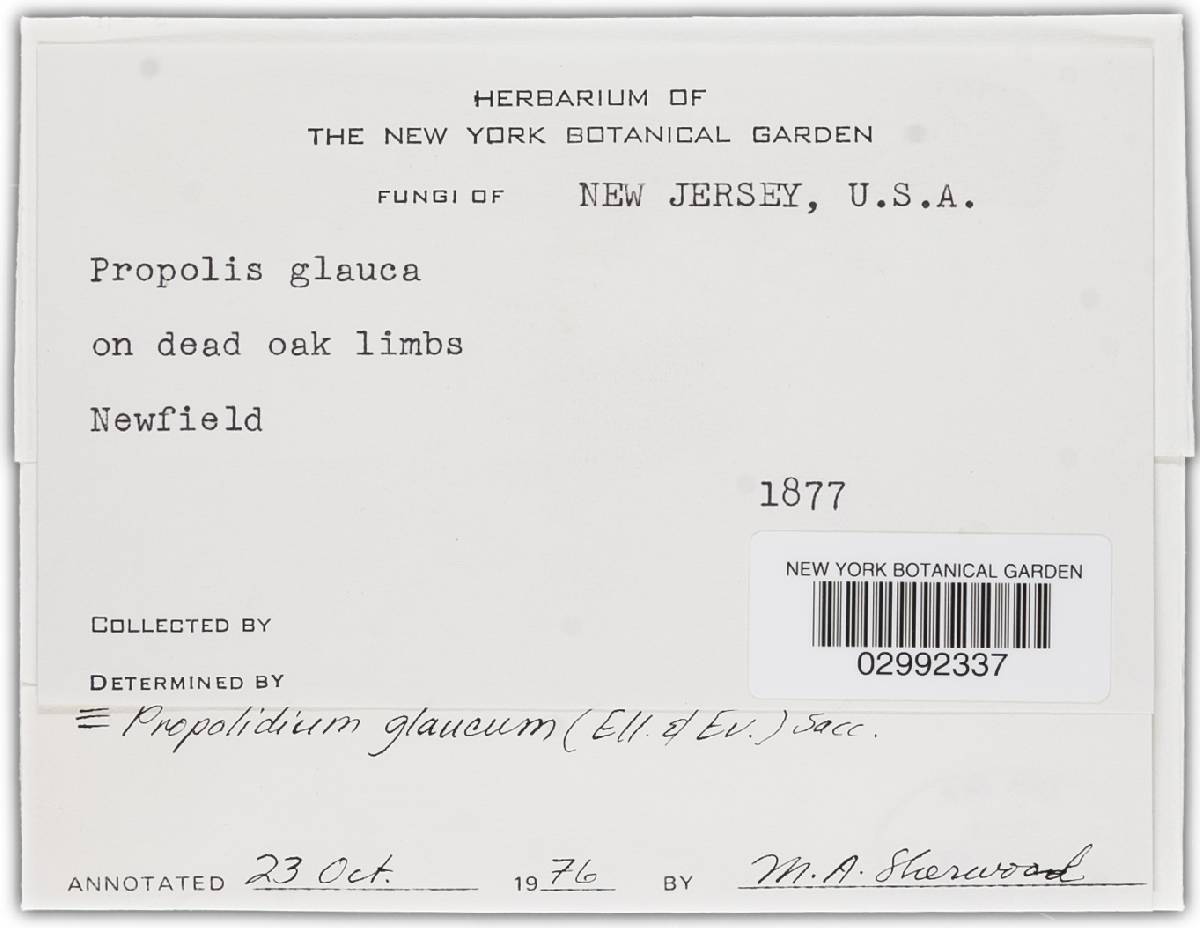 HERBARIUM OF
THE NEW YORK BOTANICAL GARDEN
FUNGI OF NEW JERSEY, U.S.A.
Propolis glauca
on dead oak limbs
Newfield
1877
NEW YORK BOTANICAL GARDEN
02992337
COLLECTED BY
DETERMINED BY
≡ Propolidium glaucum (Ell. & Ev.) Sacc.
ANNOTATED 23 Oct. 1976 BY M.A. Sherwood